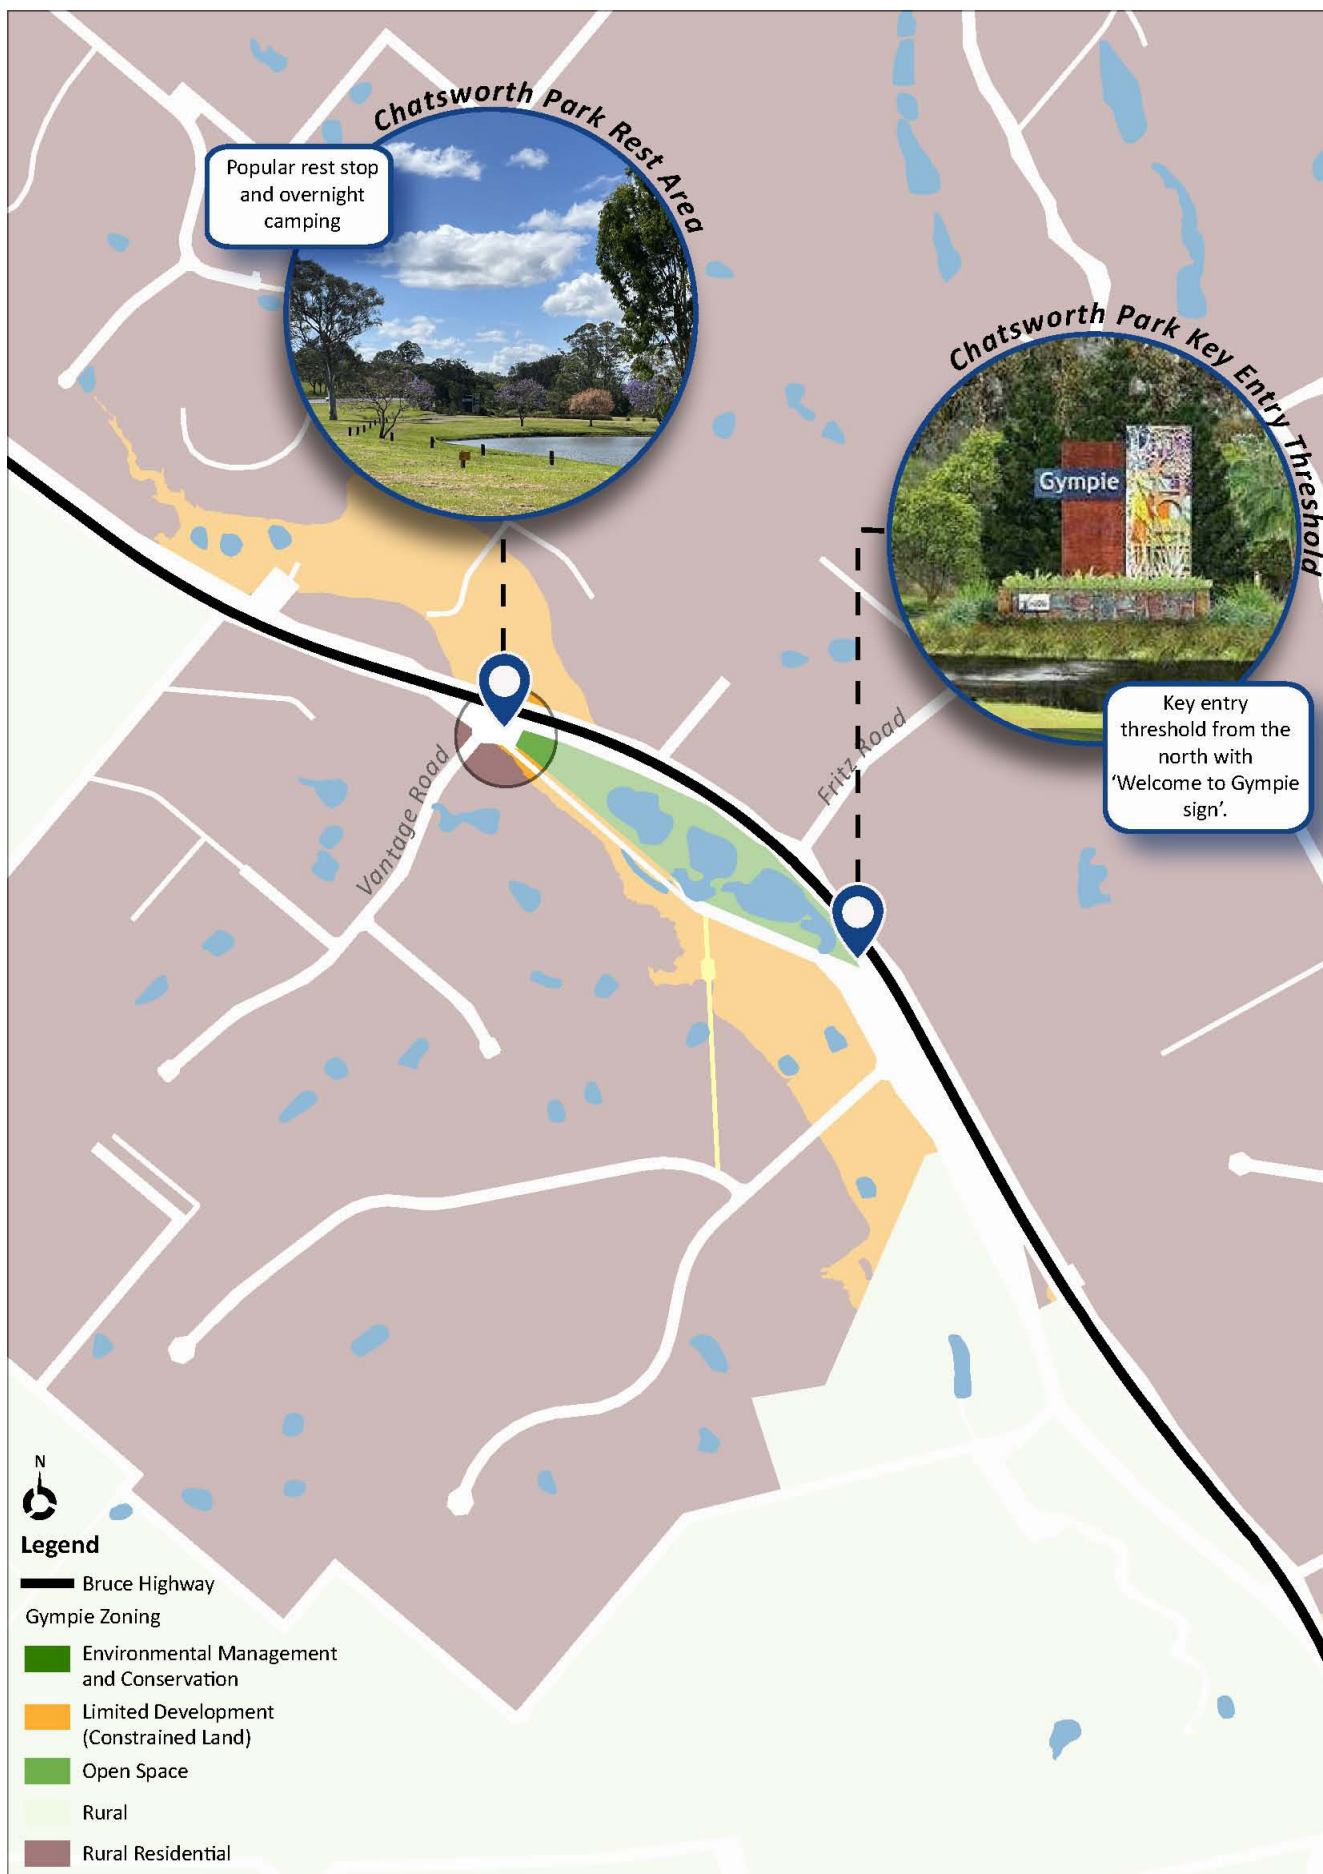 Chatsworth Park Rest Area
Popular rest stop
and overnight
camping
Chatsworth Park Key Entry Threshold
Gympie
Key entry
threshold from the
north with
‘Welcome to Gympie
sign’.
Fritz Road
Vantage Road
N
Legend
Bruce Highway
Gympie Zoning
Environmental Management
and Conservation
Limited Development
(Constrained Land)
Open Space
Rural
Rural Residential